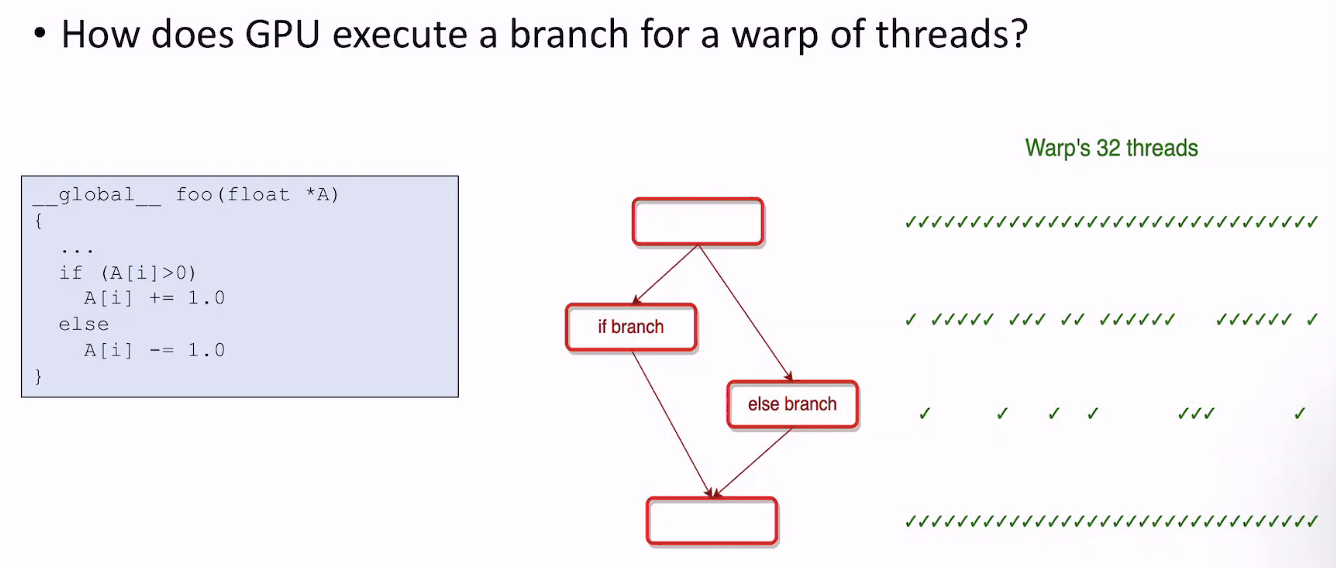 • How does GPU execute a branch for a warp of threads?
Warp's 32 threads
__global__ foo(float *A)
{
...
if (A[i]>0)
A[i] += 1.0
else
A[i] -= 1.0
}
if branch
else branch